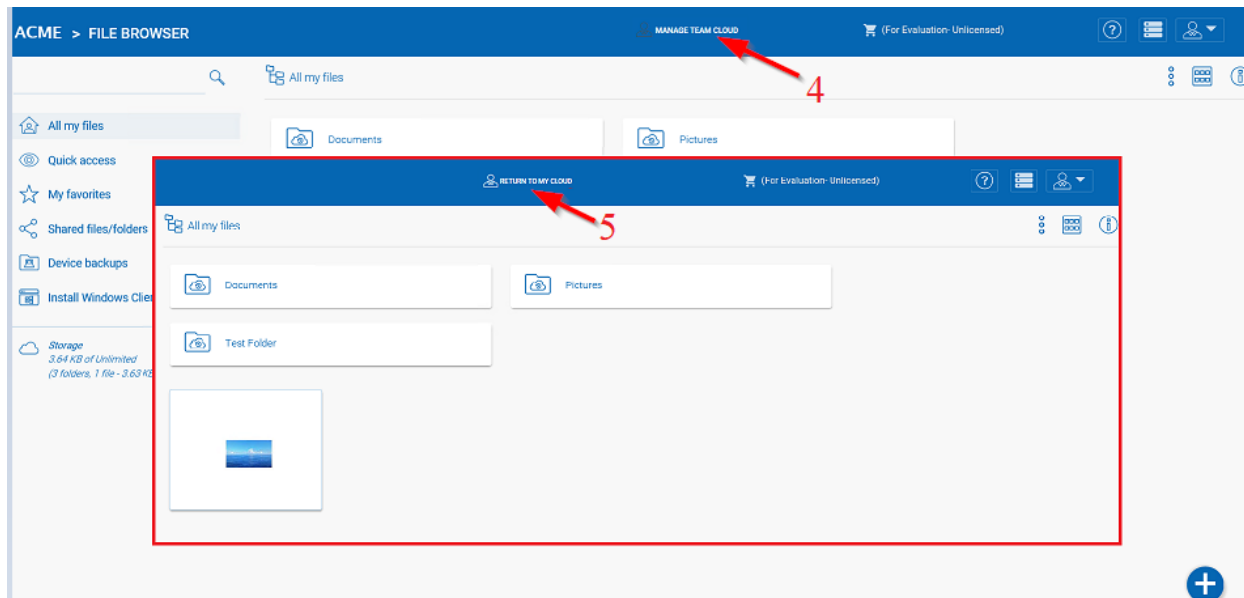 ACME > FILE BROWSER
MANAGE TEAM CLOUD
(For Evaluation- Unlicensed)
4
All my files
All my files
Documents
Pictures
Quick access
My favorites
Shared files/folders
Device backups
Install Windows Clie
Storage
3.64 KB of Unlimited
(3 folders, 1 file - 3.63 KB
RETURN TO MY CLOUD
(For Evaluation- Unlicensed)
5
All my files
Documents
Pictures
Test Folder